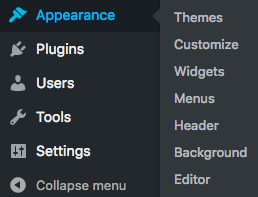 Appearance
Plugins
Users
Tools
Settings
Collapse menu
Themes
Customize
Widgets
Menus
Header
Background
Editor